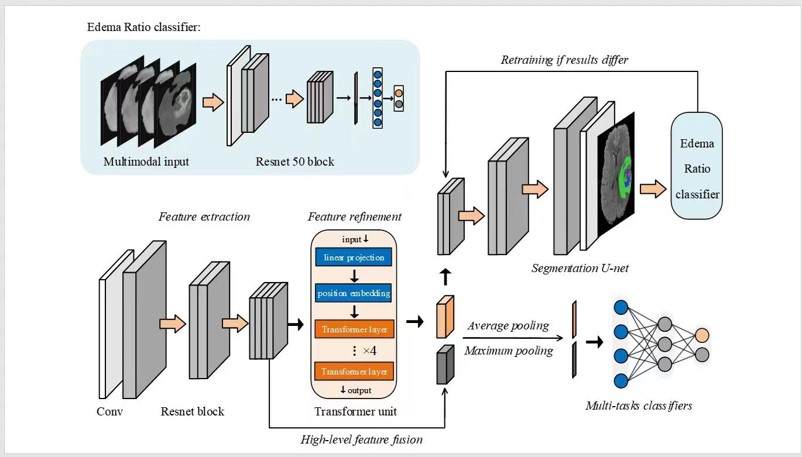 Edema Ratio classifier:
Multimodal input
Resnet 50 block
Retraining if results differ
Edema
Ratio
classifier
Segmentation U-net
Feature extraction
Feature refinement
input↓
linear projection
position embedding
Transformer layer
⋮ ×4
Transformer layer
↓output
Conv
Resnet block
Transformer unit
High-level feature fusion
Average pooling
Maximum pooling
Multi-tasks classifiers